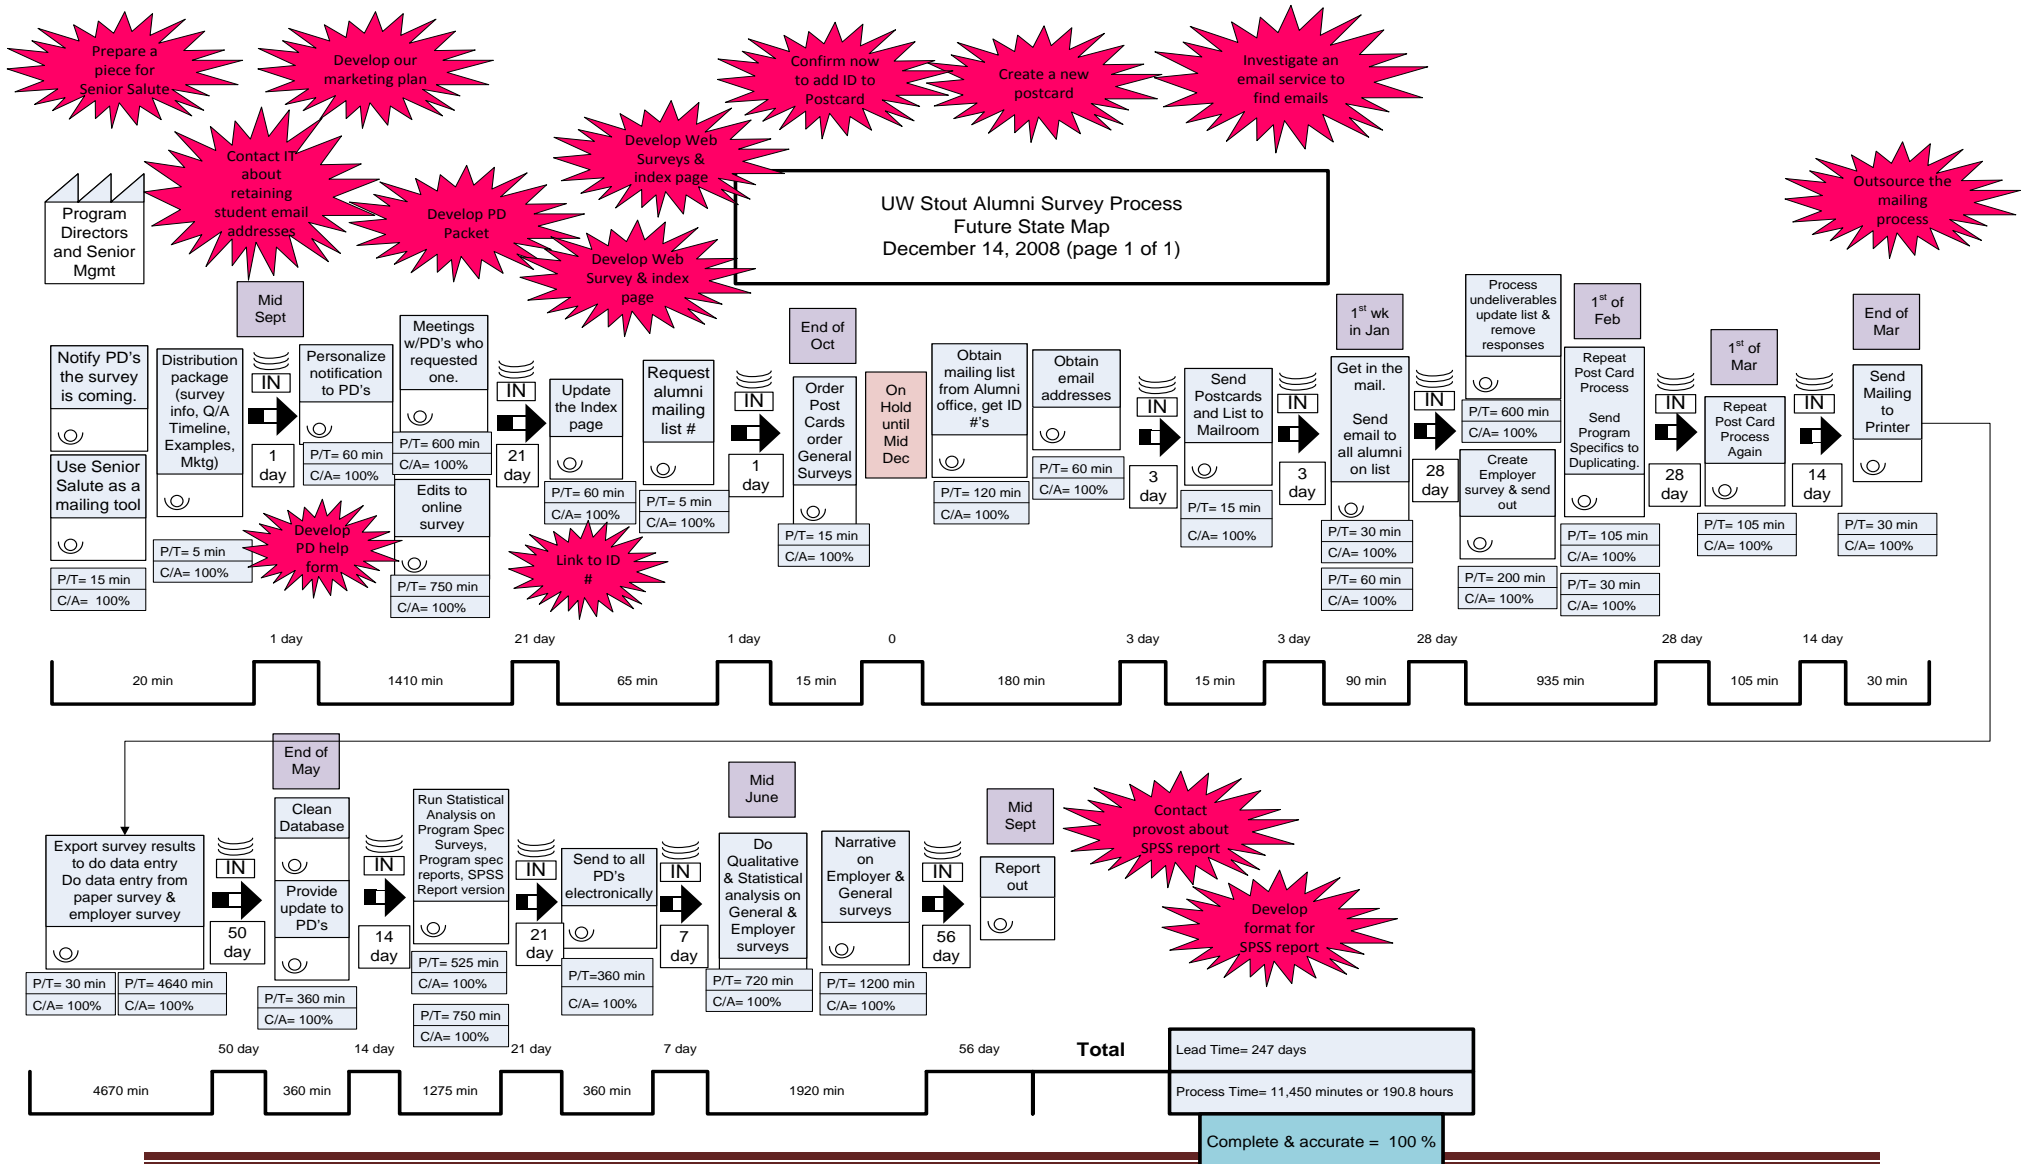 Prepare a
piece for
Senior Salute
Develop our
marketing plan
Contact IT
about
retaining
student email
addresses
Develop PD
Packet
Develop Web
Surveys &
index page
Develop Web
Survey & index
page
Confirm now
to add ID to
Postcard
Create a new
postcard
Investigate an
email service to
find emails
Outsource the
mailing
process
Program
Directors
and Senior
Mgmt
UW Stout Alumni Survey Process
Future State Map
December 14, 2008 (page 1 of 1)
Notify PD's
the survey
is coming.
Use Senior
Salute as a
mailing tool
P/T= 15 min
C/A= 100%
Distribution
package
(survey
info, Q/A
Timeline,
Examples,
Mktg)
P/T= 5 min
C/A= 100%
Mid
Sept
IN
1
day
Personalize
notification
to PD's
P/T= 60 min
C/A= 100%
Develop
PD help
form
Meetings
w/PD's who
requested
one.
P/T= 600 min
C/A= 100%
Edits to
online
survey
P/T= 750 min
C/A= 100%
IN
21
day
Update
the Index
page
P/T= 60 min
C/A= 100%
Link to ID
#
Request
alumni
mailing
list #
P/T= 5 min
C/A= 100%
IN
1
day
End of
Oct
Order
Post
Cards
order
General
Surveys
P/T= 15 min
C/A= 100%
On
Hold
until
Mid
Dec
Obtain
mailing list
from Alumni
office, get ID
#'s
P/T= 120 min
C/A= 100%
Obtain
email
addresses
P/T= 60 min
C/A= 100%
IN
3
day
Send
Postcards
and List to
Mailroom
P/T= 15 min
C/A= 100%
IN
3
day
1st wk
in Jan
Get in the
mail.
Send
email to
all alumni
on list
P/T= 30 min
C/A= 100%
P/T= 60 min
C/A= 100%
IN
28
day
Process
undeliverables
update list &
remove
responses
P/T= 600 min
C/A= 100%
Create
Employer
survey & send
out
P/T= 200 min
C/A= 100%
1st of
Feb
Repeat
Post Card
Process
Send
Program
Specifics to
Duplicating.
P/T= 105 min
C/A= 100%
P/T= 30 min
C/A= 100%
IN
28
day
1st of
Mar
Repeat
Post Card
Process
Again
P/T= 105 min
C/A= 100%
IN
14
day
End of
Mar
Send
Mailing
to
Printer
P/T= 30 min
C/A= 100%
1 day
21 day
1 day
0
3 day
3 day
28 day
28 day
14 day
20 min
1410 min
65 min
15 min
180 min
15 min
90 min
935 min
105 min
30 min
Export survey results
to do data entry
Do data entry from
paper survey &
employer survey
P/T= 30 min
C/A= 100%
P/T= 4640 min
C/A= 100%
IN
50
day
End of
May
Clean
Database
Provide
update to
PD's
P/T= 360 min
C/A= 100%
IN
14
day
Run Statistical
Analysis on
Program Spec
Surveys,
Program spec
reports, SPSS
Report version
P/T= 525 min
C/A= 100%
P/T= 750 min
C/A= 100%
IN
21
day
Send to all
PD's
electronically
P/T=360 min
C/A= 100%
IN
7
day
Mid
June
Do
Qualitative
& Statistical
analysis on
General &
Employer
surveys
P/T= 720 min
C/A= 100%
Narrative
on
Employer &
General
surveys
P/T= 1200 min
C/A= 100%
IN
56
day
Mid
Sept
Report
out
Contact
provost about
SPSS report
Develop
format for
SPSS report
50 day
14 day
21 day
7 day
56 day
4670 min
360 min
1275 min
360 min
1920 min
Total
Lead Time= 247 days
Process Time= 11,450 minutes or 190.8 hours
Complete & accurate = 100 %